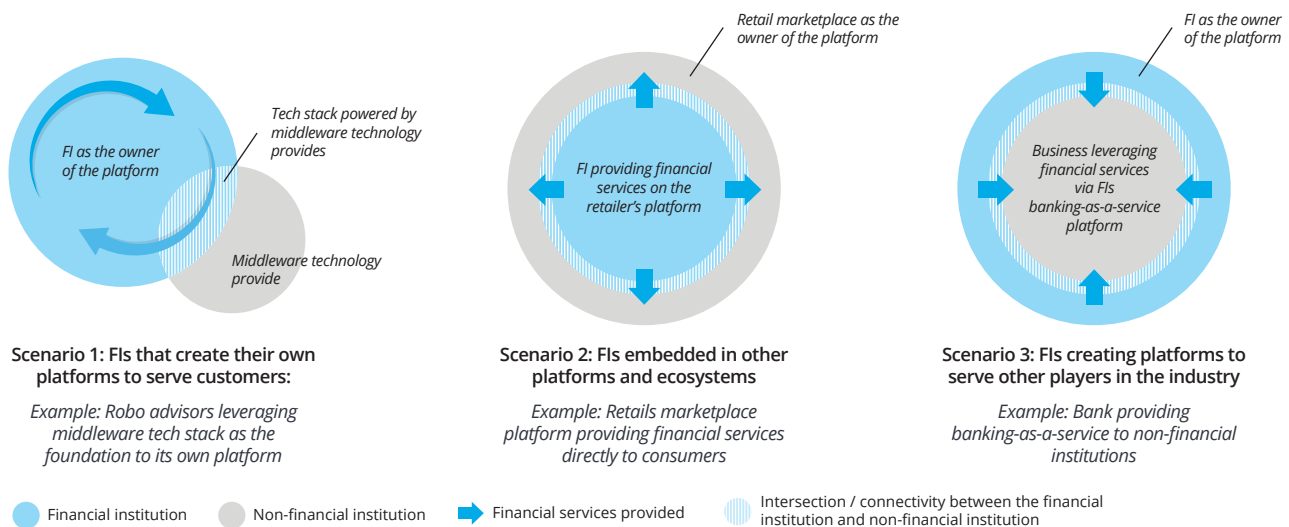 FI as the owner
of the platform
Tech stack powered by
middleware technology
provides
Middleware technology
provide
Scenario 1: FIs that create their own
platforms to serve customers:
Example: Robo advisors leveraging
middleware tech stack as the
foundation to its own platform
Retail marketplace as the
owner of the platform
FI providing financial
services on the
retailer's platform
Scenario 2: FIs embedded in other
platforms and ecosystems
Example: Retails marketplace
platform providing financial services
directly to consumers
FI as the owner
of the platform
Business leveraging
financial services
via FIs
banking-as-a-service
platform
Scenario 3: FIs creating platforms to
serve other players in the industry
Example: Bank providing
banking-as-a-service to non-financial
institutions
Financial institution
Non-financial institution
Financial services provided
Intersection / connectivity between the financial
institution and non-financial institution